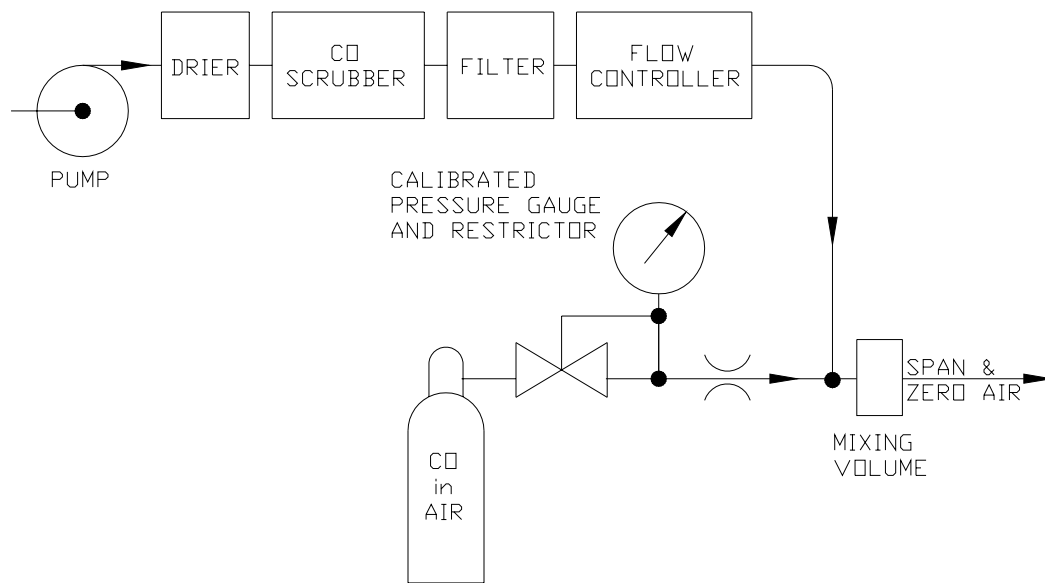 DRIER
CO
SCRUBBER
FILTER
FLOW
CONTROLLER
PUMP
CALIBRATED
PRESSURE GAUGE
AND RESTRICTOR
SPAN &
ZERO AIR
MIXING
VOLUME
CO
in
AIR